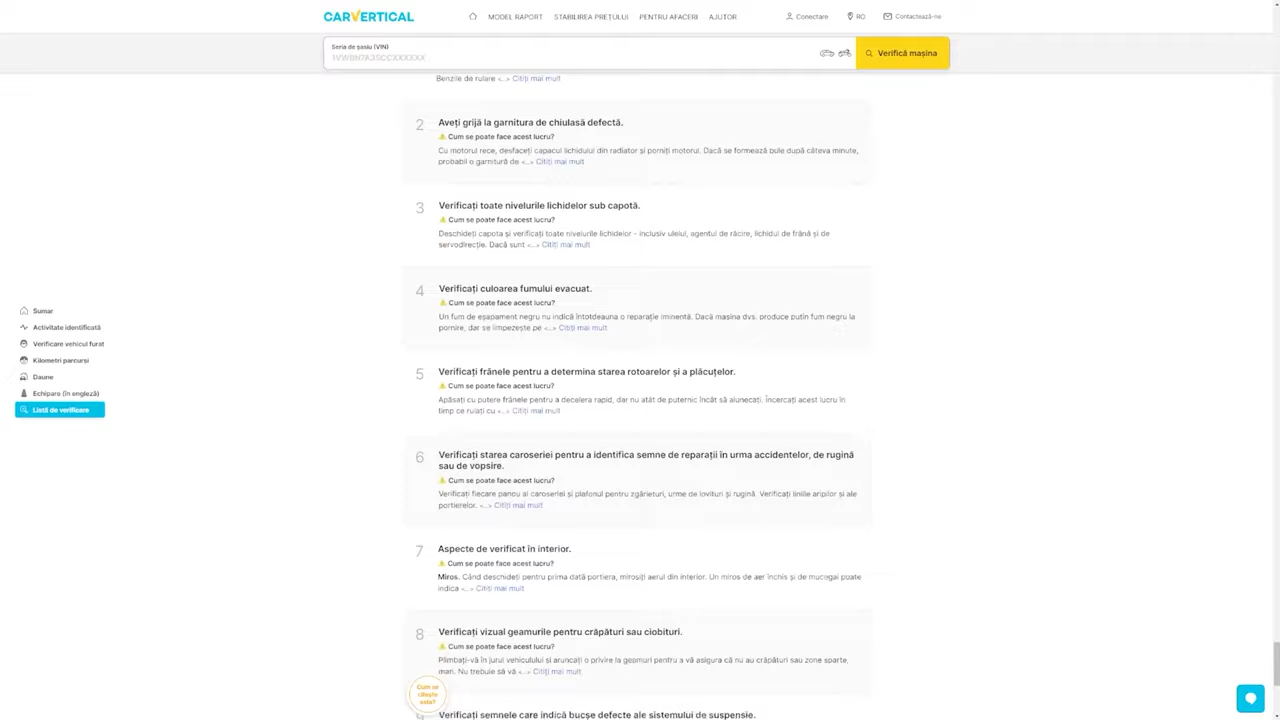 CARVERTICAL
MODEL RAPORT
STABILIREA PREȚULUI
PENTRU AFACERI
AJUTOR
Conectare
RO
Contactează-ne
Seria de șasiu (VIN)
1VWBN7A35CCXXXXXX
Verifică mașina
Benzile de rulare <...> Citiți mai mult
2
Aveți grijă la garnitura de chiulasă defectă.
Cum se poate face acest lucru?
Cu motorul rece, desfaceți capacul lichidului din radiator și porniți motorul. Dacă se formează bule după câteva minute,
probabil o garnitură de <...> Citiți mai mult
3
Verificați toate nivelurile lichidelor sub capotă.
Cum se poate face acest lucru?
Deschideți capota și verificați toate nivelurile lichidelor - inclusiv uleiul, agentul de răcire, lichidul de frână și de
servodirecție. Dacă sunt <...> Citiți mai mult
4
Verificați culoarea fumului evacuat.
Cum se poate face acest lucru?
Un fum de eșapament negru nu indică întotdeauna o reparație iminentă. Dacă mașina dvs. produce puțin fum negru la
pornire, dar se limpezește pe <...> Citiți mai mult
5
Verificați frânele pentru a determina starea rotoarelor și a plăcuțelor.
Cum se poate face acest lucru?
Apăsați cu putere frânele pentru a decelera rapid, dar nu atât de puternic încât să alunecați. Încercați acest lucru în
timp ce rulați cu <...> Citiți mai mult
6
Verificați starea caroseriei pentru a identifica semne de reparații în urma accidentelor, de rugină
sau de vopsire.
Cum se poate face acest lucru?
Verificați fiecare panou al caroseriei și plafonul pentru zgârieturi, urme de lovituri și rugină. Verificați liniile aripilor și ale
portierelor. <...> Citiți mai mult
7
Aspecte de verificat în interior.
Cum se poate face acest lucru?
Miros. Când deschideți pentru prima dată portiera, mirosiți aerul din interior. Un miros de aer închis și de mucegai poate
indica <...> Citiți mai mult
8
Verificați vizual geamurile pentru crăpături sau ciobituri.
Cum se poate face acest lucru?
Plimbați-vă în jurul vehiculului și aruncați o privire la geamuri pentru a vă asigura că nu au crăpături sau zone sparte,
mari. Nu trebuie să vă <...> Citiți mai mult
Verificați semnele care indică bucșe defecte ale sistemului de suspensie.
Sumar
Activitate identificată
Verificare vehicul furat
Kilometri parcurși
Daune
Echipare (în engleză)
Listă de verificare
Cum se
citește
asta?